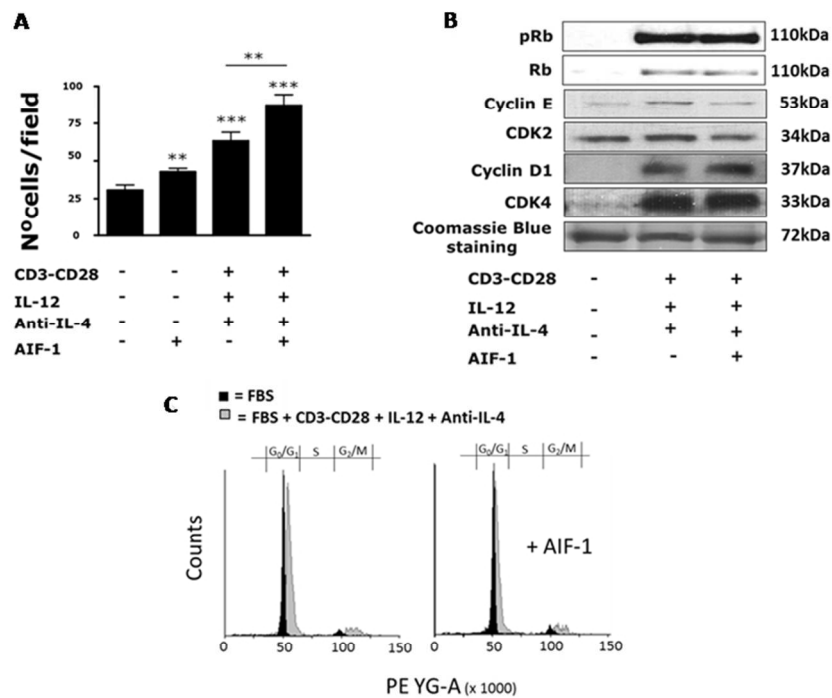 A
**
***
***
**
100
75
50
25
0
Nºcells/field
CD3-CD28 - - + +
IL-12 - - + +
Anti-IL-4 - - + +
AIF-1 - + - +
B
pRb 110kDa
Rb 110kDa
Cyclin E 53kDa
CDK2 34kDa
Cyclin D1 37kDa
CDK4 33kDa
Coomassie Blue
staining 72kDa
CD3-CD28 - + +
IL-12 - + +
Anti-IL-4 - + +
AIF-1 - - +
C
= FBS
= FBS + CD3-CD28 + IL-12 + Anti-IL-4
G₀/G₁ S G₂/M
G₀/G₁ S G₂/M
Counts
+ AIF-1
0 50 100 150
0 50 100 150
PE YG-A (x 1000)